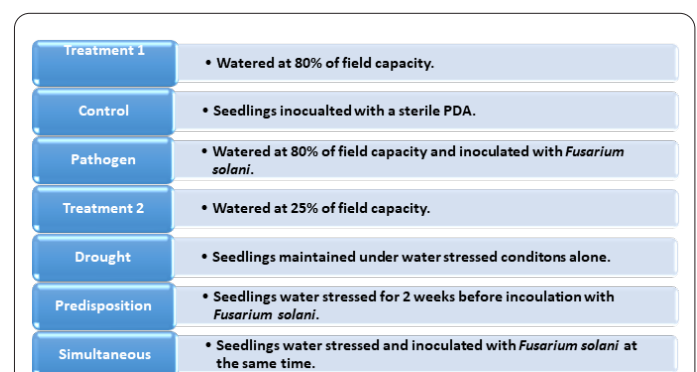 Treatment 1
• Watered at 80% of field capacity.
Control
• Seedlings inocualted with a sterile PDA.
Pathogen
• Watered at 80% of field capacity and inoculated with Fusarium
solani.
Treatment 2
• Watered at 25% of field capacity.
Drought
• Seedlings maintained under water stressed conditons alone.
Predisposition
• Seedlings water stressed for 2 weeks before incoulation with
Fusarium solani.
Simultaneous
• Seedlings water stressed and inoculated with Fusarium solani at
the same time.